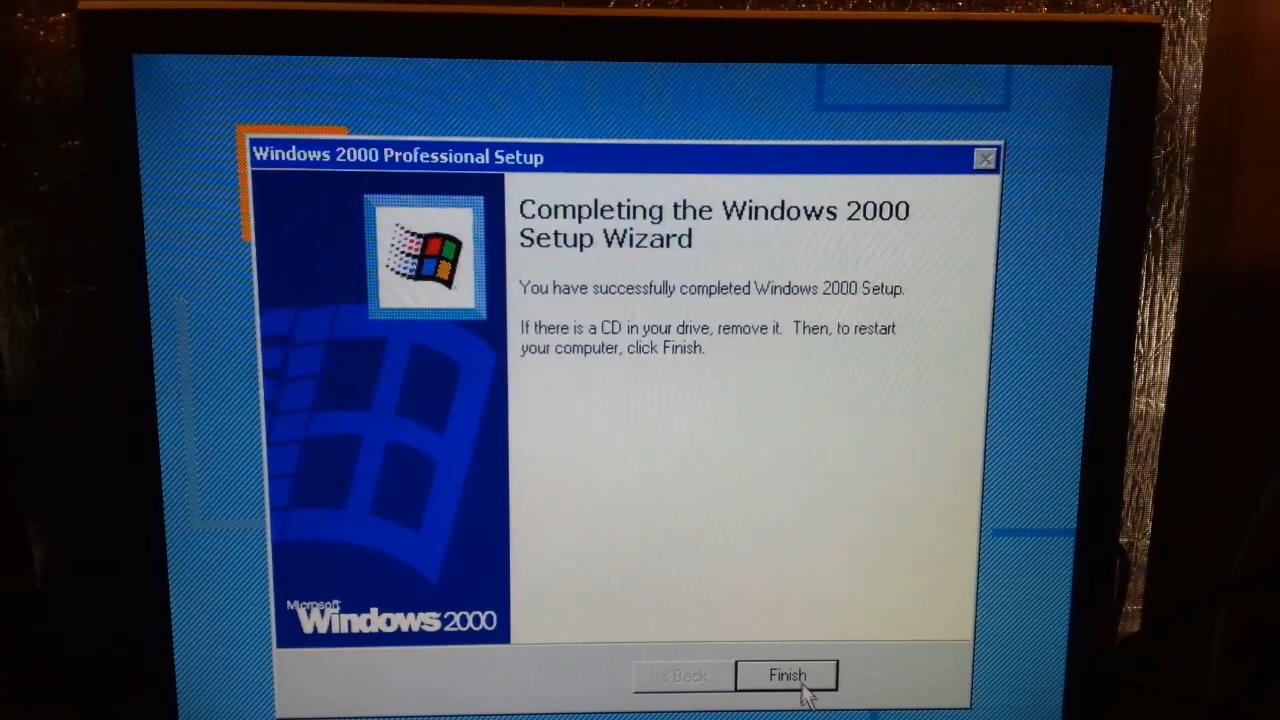 Windows 2000 Professional Setup
Completing the Windows 2000
Setup Wizard
You have successfully completed Windows 2000 Setup.
If there is a CD in your drive, remove it. Then, to restart
your computer, click Finish.
Microsoft
Windows 2000
< Back
Finish